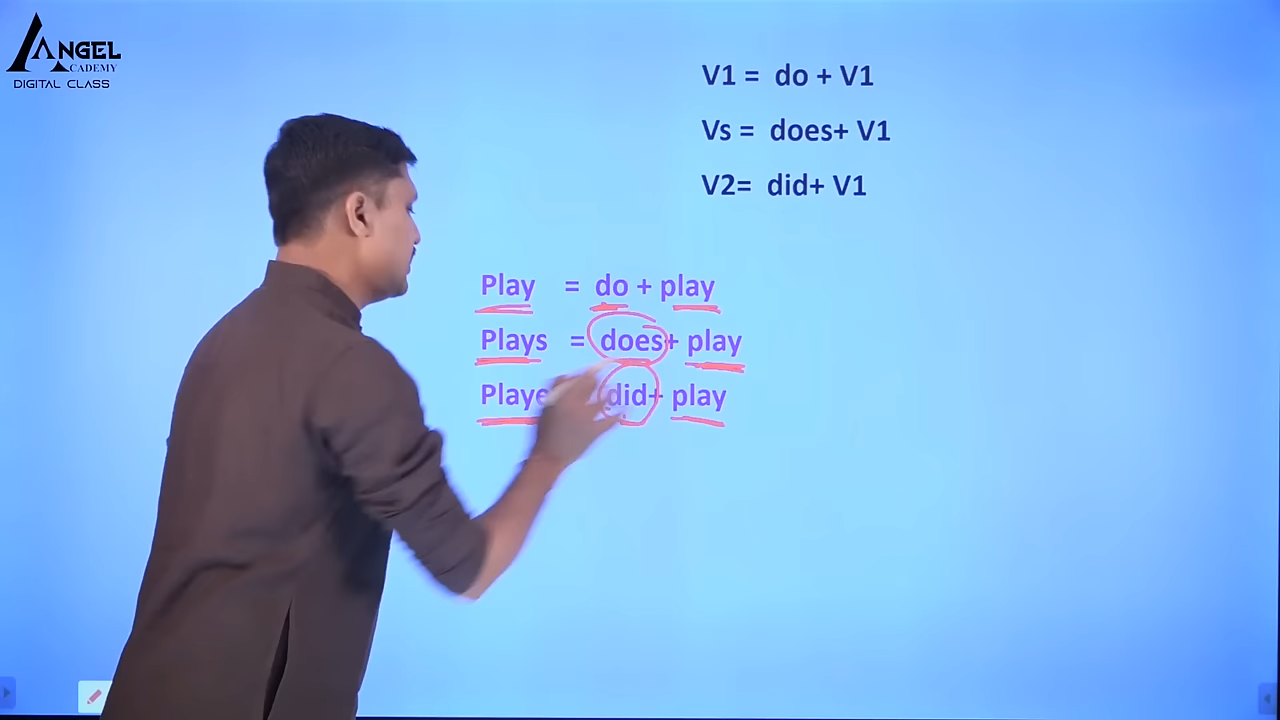 ANGEL
ACADEMY
DIGITAL CLASS
V1 = do + V1
Vs = does+ V1
V2= did+ V1
Play = do + play
Plays = does+ play
did+ play